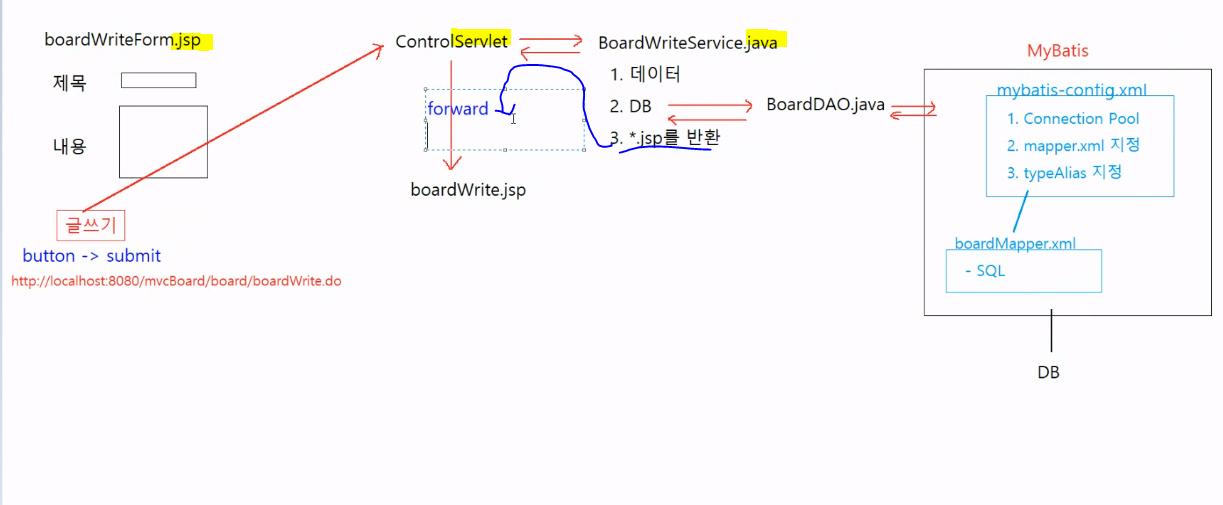 boardWriteForm.jsp
제목
내용
글쓰기
button -> submit
http://localhost:8080/mvcBoard/board/boardWrite.do
ControlServlet
forward
boardWrite.jsp
BoardWriteService.java
1. 데이터
2. DB
3. *.jsp를 반환
BoardDAO.java
MyBatis
mybatis-config.xml
1. Connection Pool
2. mapper.xml 지정
3. typeAlias 지정
boardMapper.xml
- SQL
DB